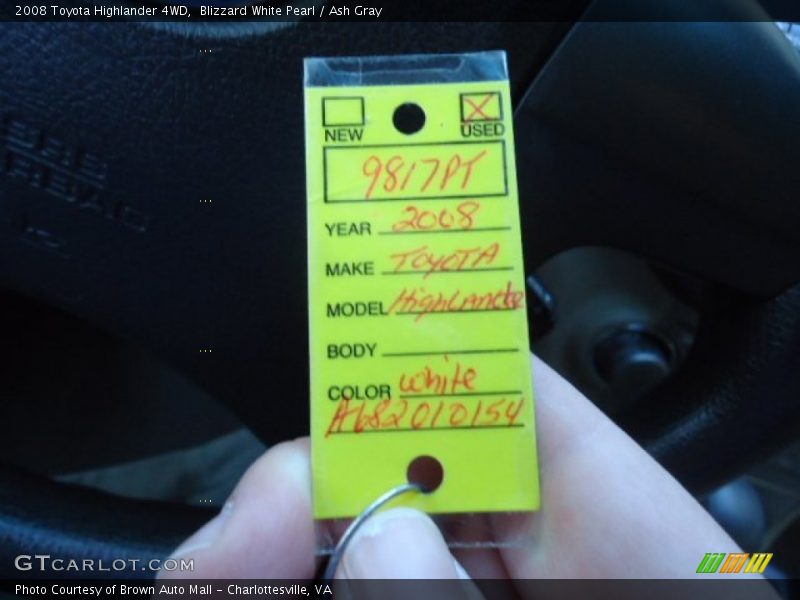 2008 Toyota Highlander 4WD, Blizzard White Pearl / Ash Gray
NEW USED
9817PT
YEAR 2008
MAKE TOYOTA
MODEL Highlande
BODY
COLOR white
A682010154
GTCARLOT.COM
Photo Courtesy of Brown Auto Mall - Charlottesville, VA